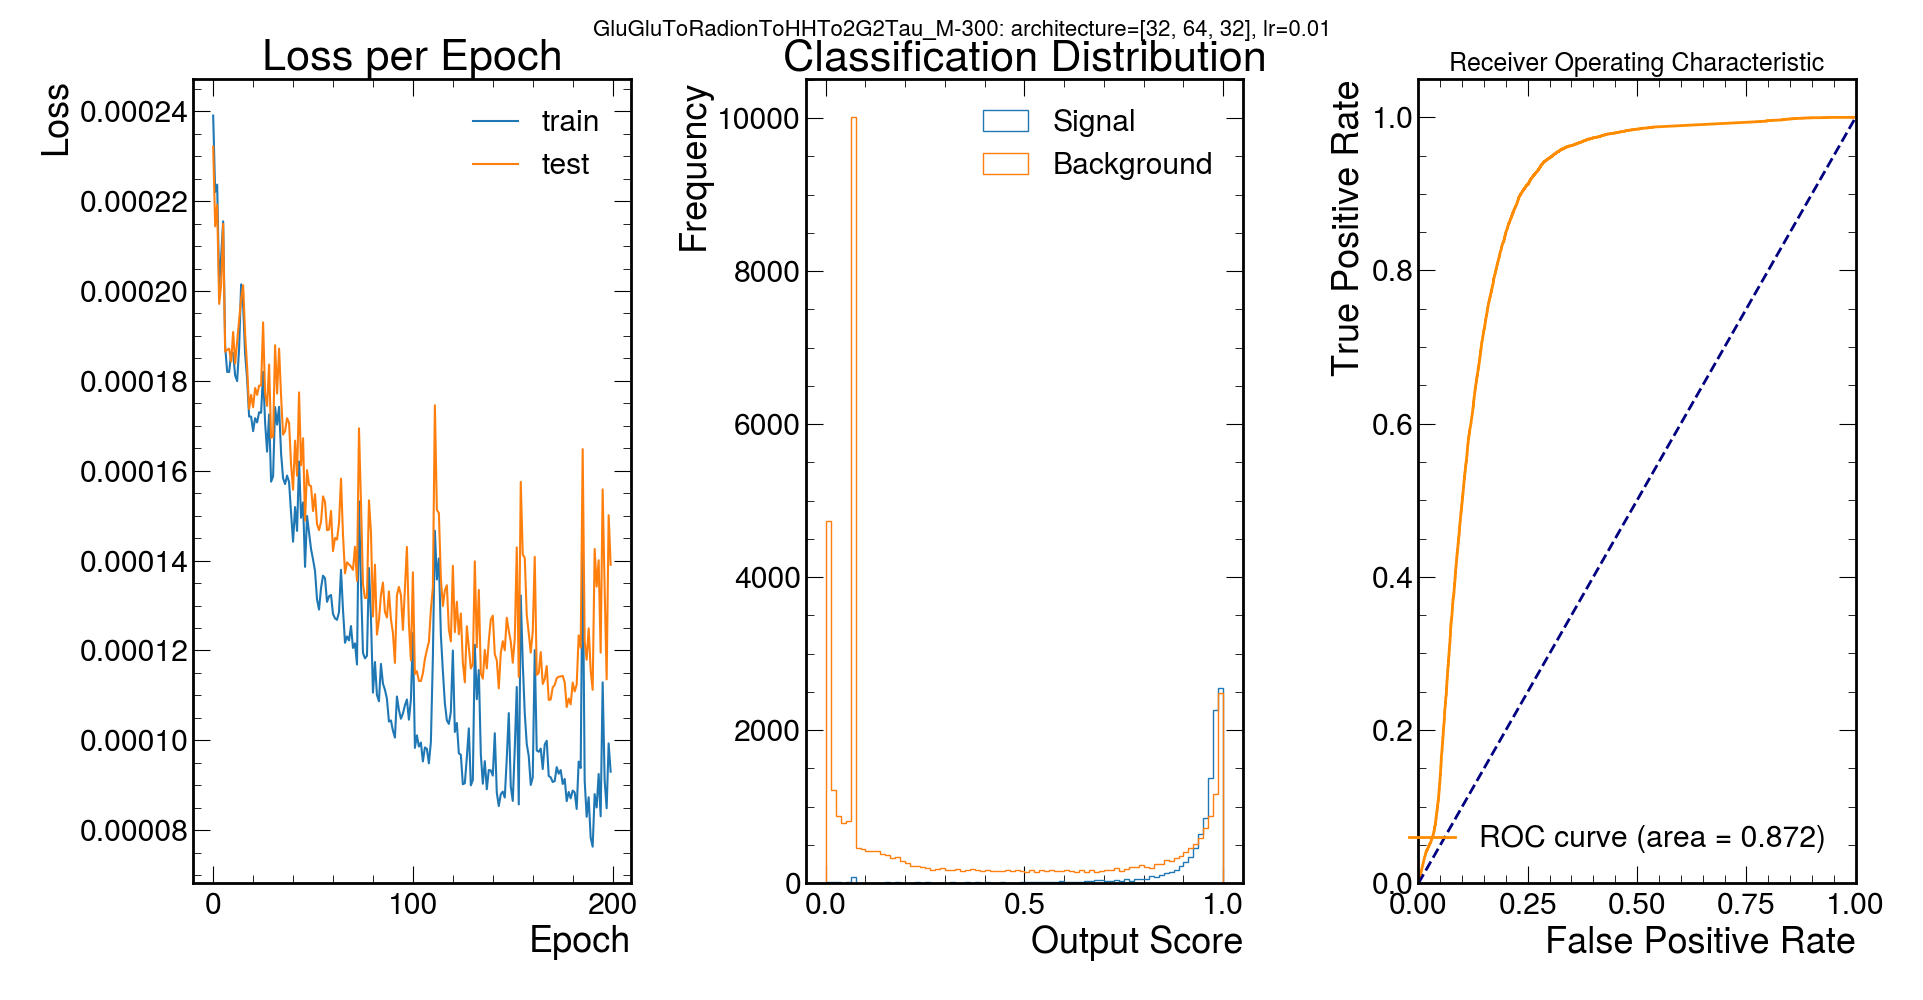 GluGluToRadionToHHTo2G2Tau_M-300: architecture=[32, 64, 32], lr=0.01
Loss per Epoch
Loss
0.00024
0.00022
0.00020
0.00018
0.00016
0.00014
0.00012
0.00010
0.00008
train
test
0 100 200
Epoch
Classification Distribution
Frequency
10000
8000
6000
4000
2000
0
Signal
Background
0.0 0.5 1.0
Output Score
Receiver Operating Characteristic
True Positive Rate
1.0
0.8
0.6
0.4
0.2
0.0
ROC curve (area = 0.872)
0.00 0.25 0.50 0.75 1.00
False Positive Rate